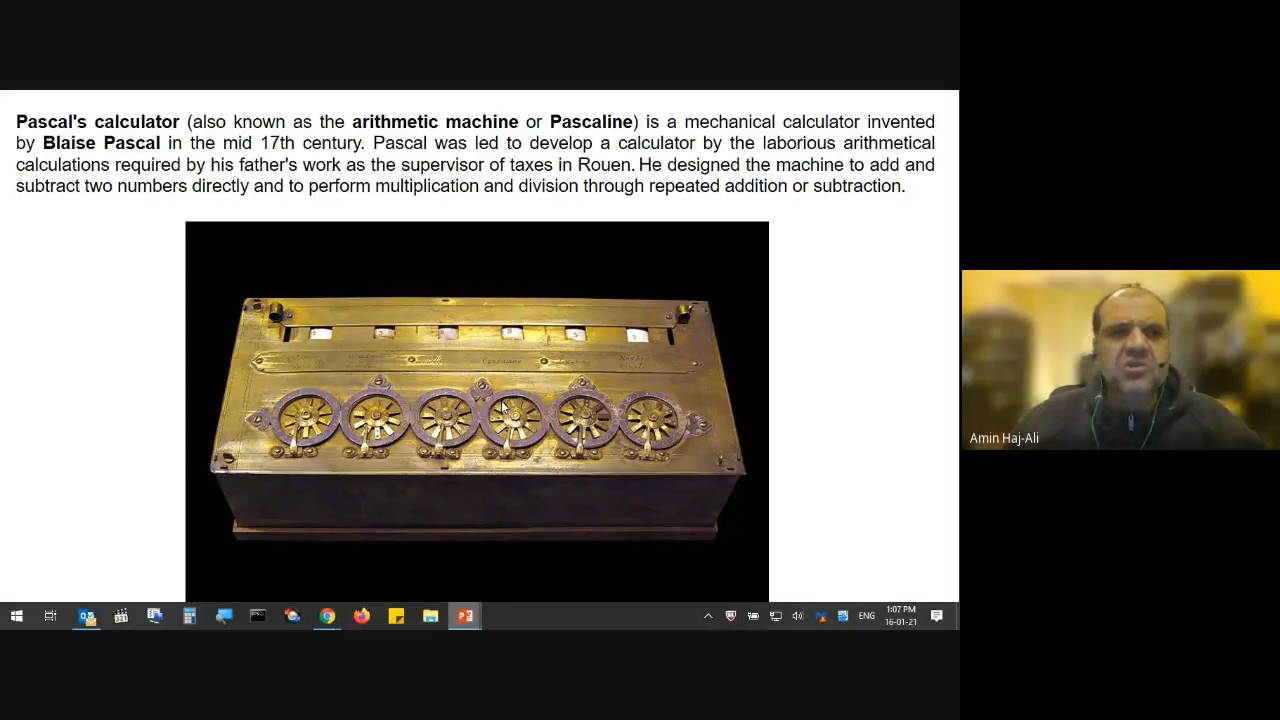 Pascal's calculator (also known as the arithmetic machine or Pascaline) is a mechanical calculator invented
by Blaise Pascal in the mid 17th century. Pascal was led to develop a calculator by the laborious arithmetical
calculations required by his father's work as the supervisor of taxes in Rouen. He designed the machine to add and
subtract two numbers directly and to perform multiplication and division through repeated addition or subtraction.
Amin Haj-Ali
ENG
1:07 PM
16-01-21